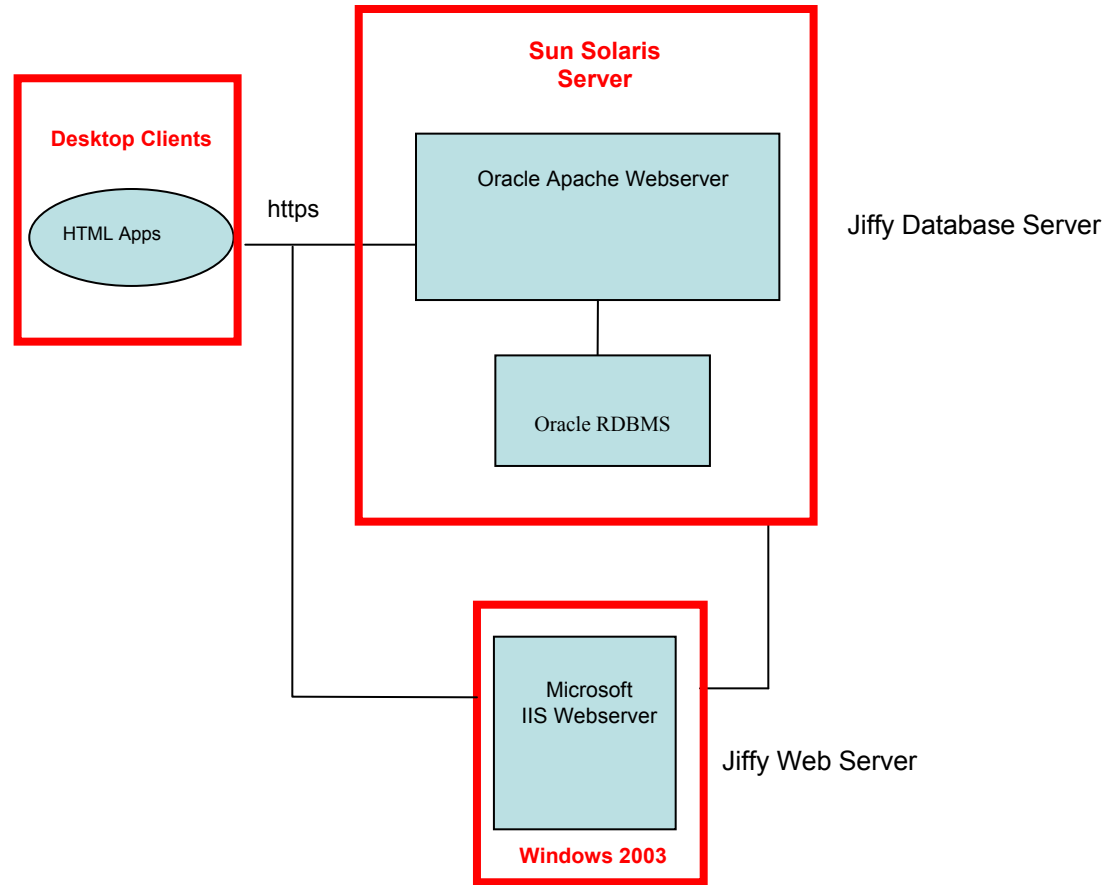 Sun Solaris
Server
Desktop Clients
Oracle Apache Webserver
https
HTML Apps
Jiffy Database Server
Oracle RDBMS
Microsoft
IIS Webserver
Jiffy Web Server
Windows 2003